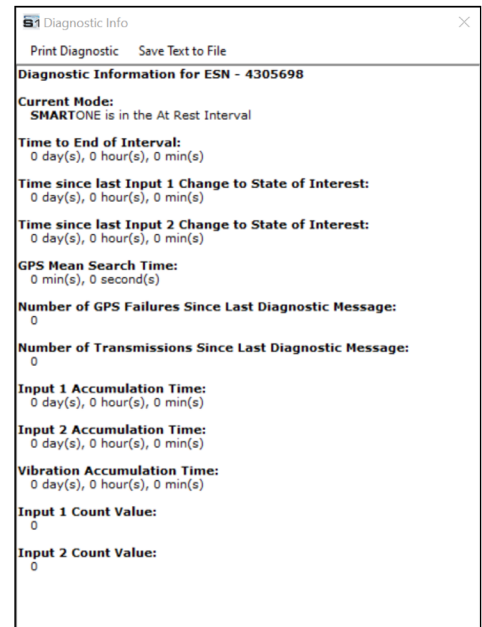 S1 Diagnostic Info
Print Diagnostic Save Text to File
Diagnostic Information for ESN - 4305698
Current Mode:
SMARTONE is in the At Rest Interval
Time to End of Interval:
0 day(s), 0 hour(s), 0 min(s)
Time since last Input 1 Change to State of Interest:
0 day(s), 0 hour(s), 0 min(s)
Time since last Input 2 Change to State of Interest:
0 day(s), 0 hour(s), 0 min(s)
GPS Mean Search Time:
0 min(s), 0 second(s)
Number of GPS Failures Since Last Diagnostic Message:
0
Number of Transmissions Since Last Diagnostic Message:
0
Input 1 Accumulation Time:
0 day(s), 0 hour(s), 0 min(s)
Input 2 Accumulation Time:
0 day(s), 0 hour(s), 0 min(s)
Vibration Accumulation Time:
0 day(s), 0 hour(s), 0 min(s)
Input 1 Count Value:
0
Input 2 Count Value:
0